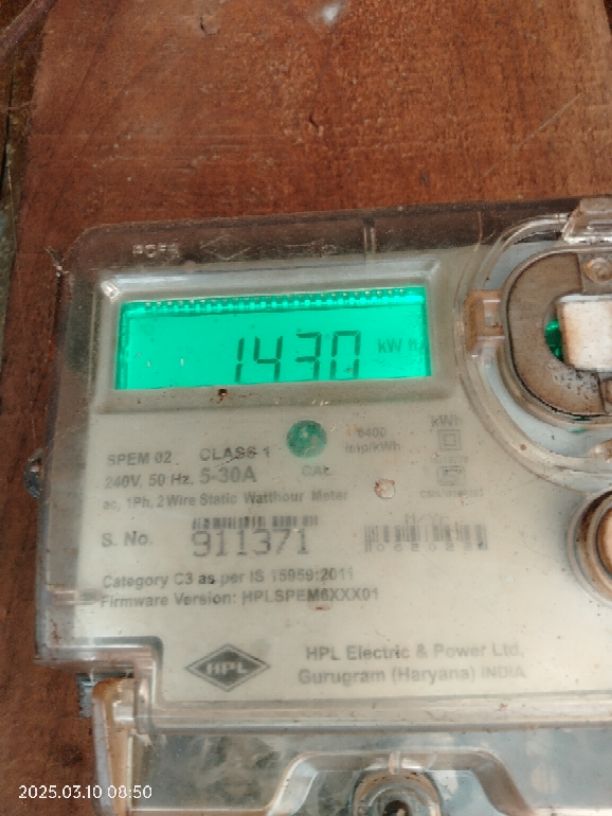 1430 kWh
kWh
6400
imp/kWh
SPEM 02 CLASS 1
CAL
240V, 50 Hz, 5-30A
ac, 1Ph, 2 Wire Static Watthour Meter
S. No. 911371
Category C3 as per IS 15959:2011
Firmware Version: HPLSPEM6XXX01
HPL
HPL Electric & Power Ltd,
Gurugram (Haryana) INDIA
2025.03.10 08:50